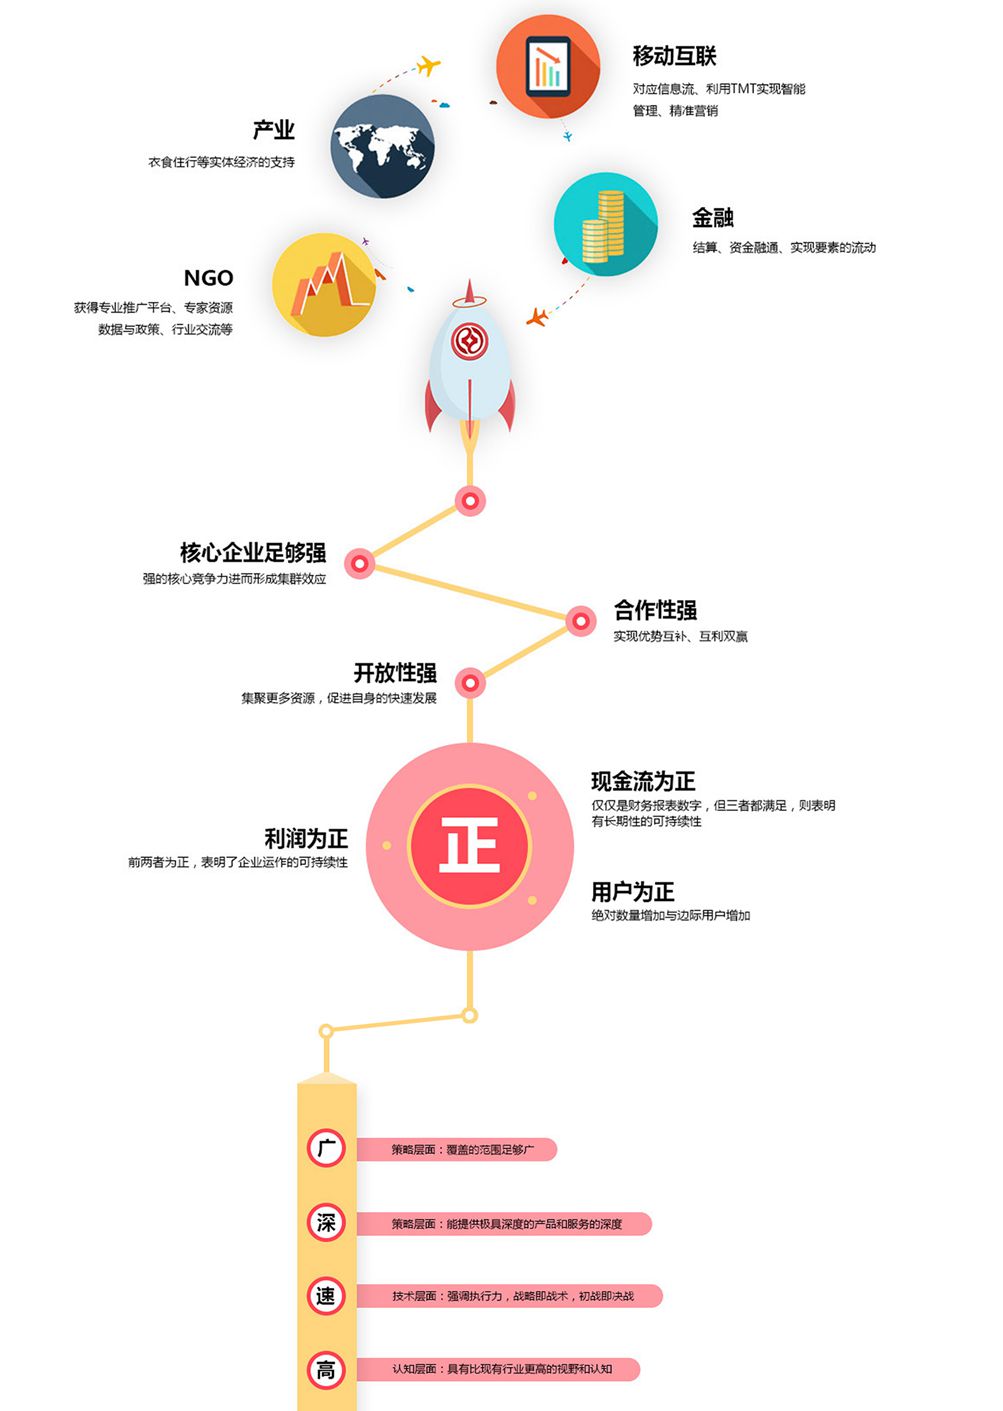 移动互联
对应信息流、利用TMT实现智能
管理、精准营销
产业
衣食住行等实体经济的支持
金融
结算、资金融通、实现要素的流动
NGO
获得专业推广平台、专家资源
数据与政策、行业交流等
核心企业足够强
强的核心竞争力进而形成集群效应
合作性强
实现优势互补、互利双赢
开放性强
集聚更多资源，促进自身的快速发展
现金流为正
仅仅是财务报表数字，但三者都满足，则表明
有长期性的可持续性
正
利润为正
前两者为正，表明了企业运作的可持续性
用户为正
绝对数量增加与边际用户增加
广
策略层面：覆盖的范围足够广
深
策略层面：能提供极具深度的产品和服务的深度
速
技术层面：强调执行力，战略即战术，初战即决战
高
认知层面：具有比现有行业更高的视野和认知